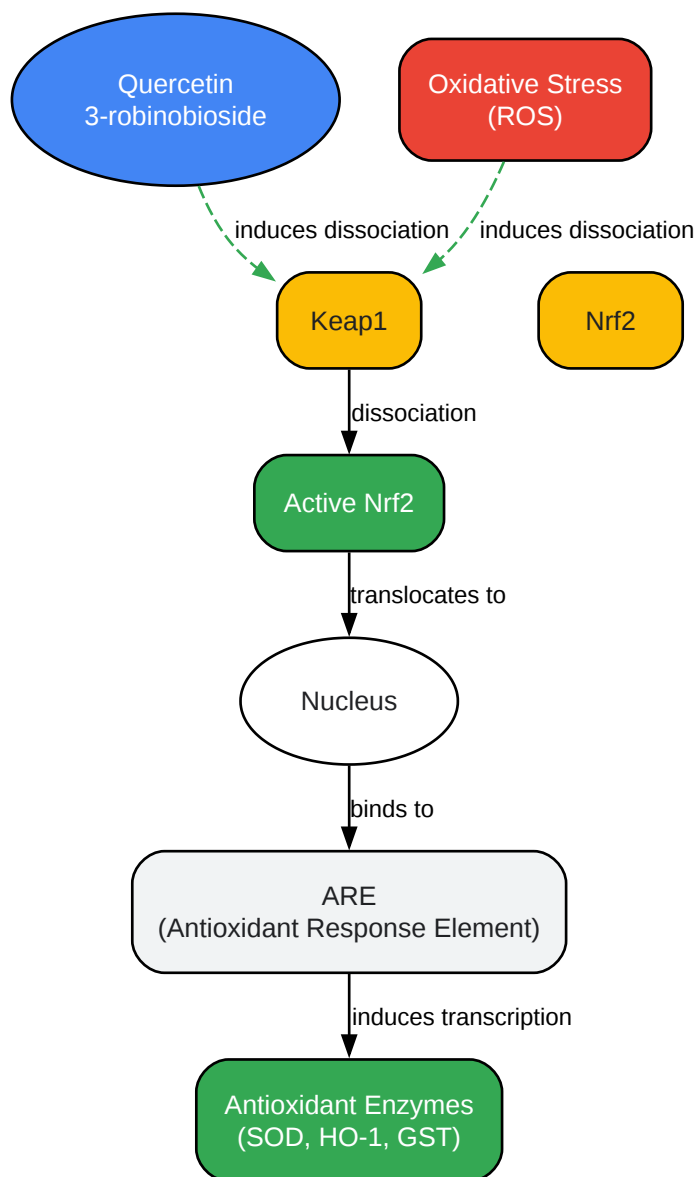 Quercetin
3-robinobioside
Oxidative Stress
(ROS)
induces dissociation
induces dissociation
Keap1
Nrf2
dissociation
Active Nrf2
translocates to
Nucleus
binds to
ARE
(Antioxidant Response Element)
induces transcription
Antioxidant Enzymes
(SOD, HO-1, GST)